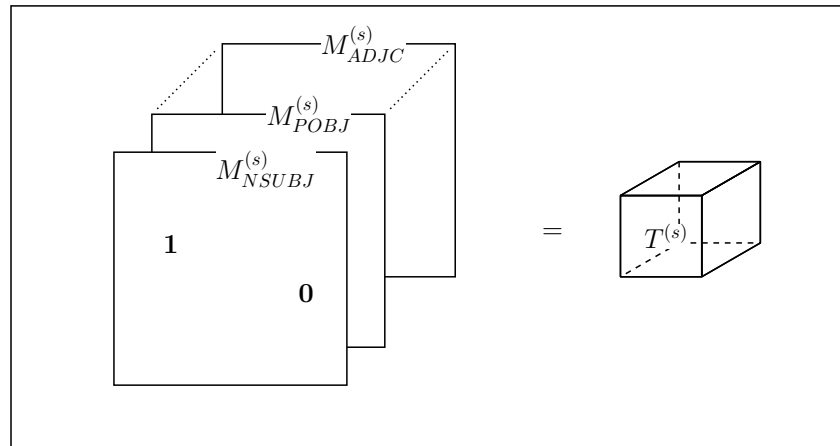 M_{ADJC}^{(s)}
M_{POBJ}^{(s)}
M_{NSUBJ}^{(s)}
1
0
=
T^{(s)}